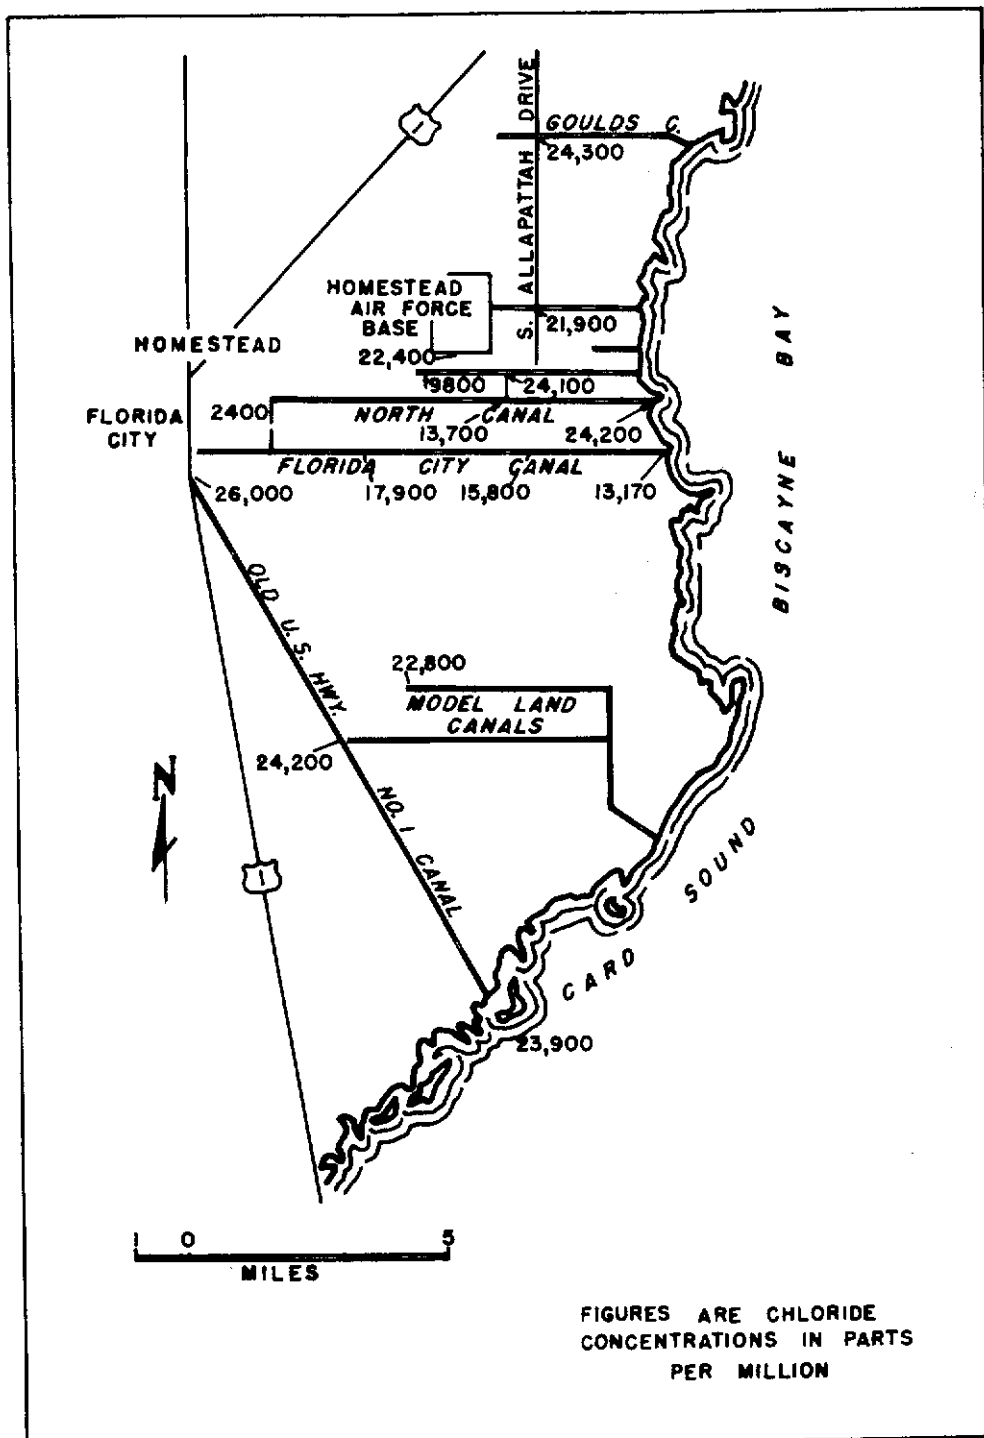 1
S. ALLAPATTAH DRIVE
GOULDS C.
24,300
HOMESTEAD
AIR FORCE
BASE
21,900
22,400
HOMESTEAD
9800
24,100
FLORIDA
CITY
2400
NORTH CANAL
13,700
24,200
FLORIDA CITY CANAL
26,000
17,900
15,800
13,170
BISCAYNE BAY
OLD U.S. HWY. NO. 1 CANAL
22,800
MODEL LAND
CANALS
24,200
N
1
CARD SOUND
23,900
1 0 5
MILES
FIGURES ARE CHLORIDE
CONCENTRATIONS IN PARTS
PER MILLION